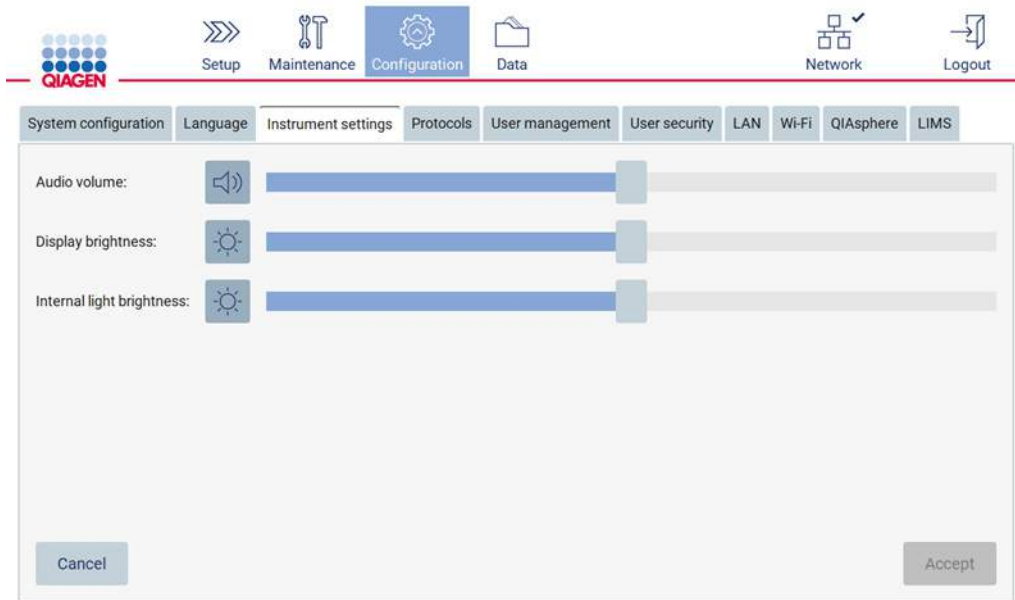 QIAGEN
Setup Maintenance Configuration Data Network Logout
System configuration Language Instrument settings Protocols User management User security LAN Wi-Fi QIAsphere LIMS
Audio volume:
Display brightness:
Internal light brightness:
Cancel Accept